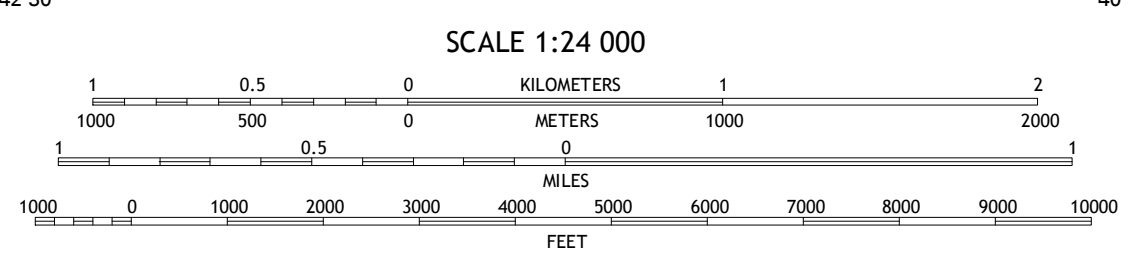 42 30 40
SCALE 1:24 000
1 0.5 0 KILOMETERS 1 2
1000 500 0 METERS 1000 2000
1 0.5 0 1
MILES
1000 0 1000 2000 3000 4000 5000 6000 7000 8000 9000 10000
FEET